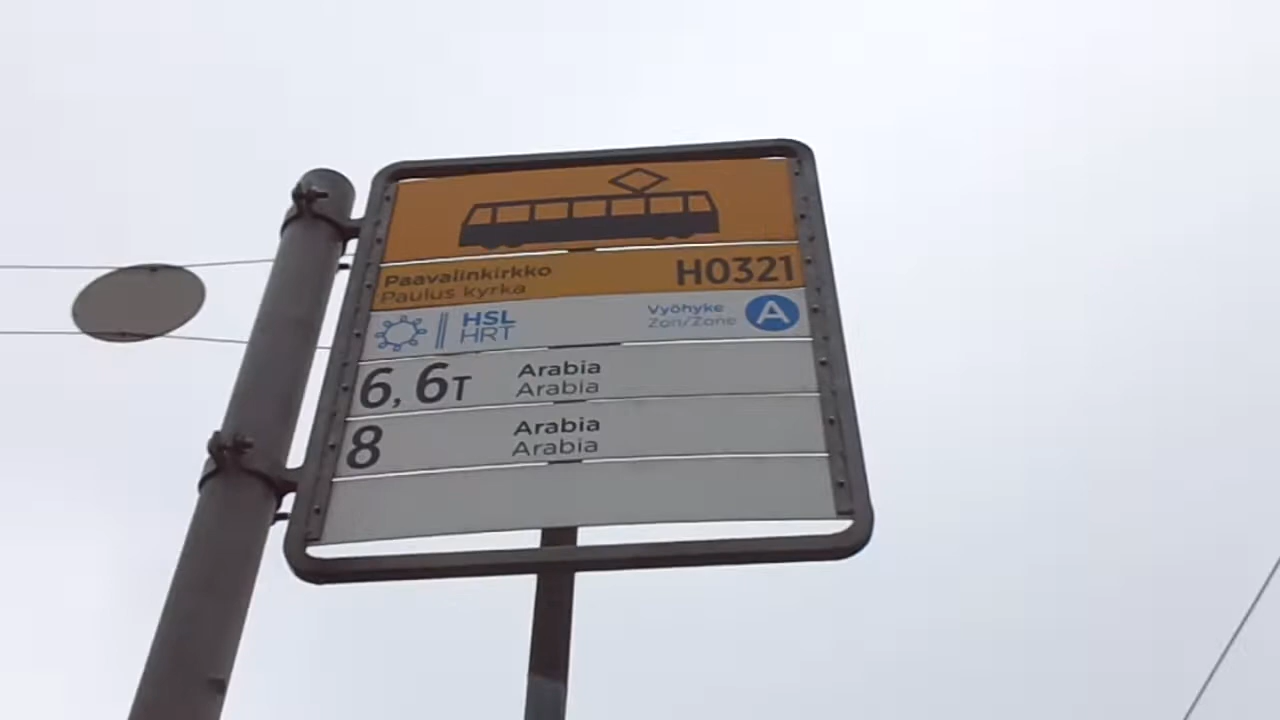 Paavalinkirkko
Paulus kyrka
H0321
HSL
HRT
Vyöhyke
Zon/Zone
A
6, 6T
Arabia
Arabia
8
Arabia
Arabia